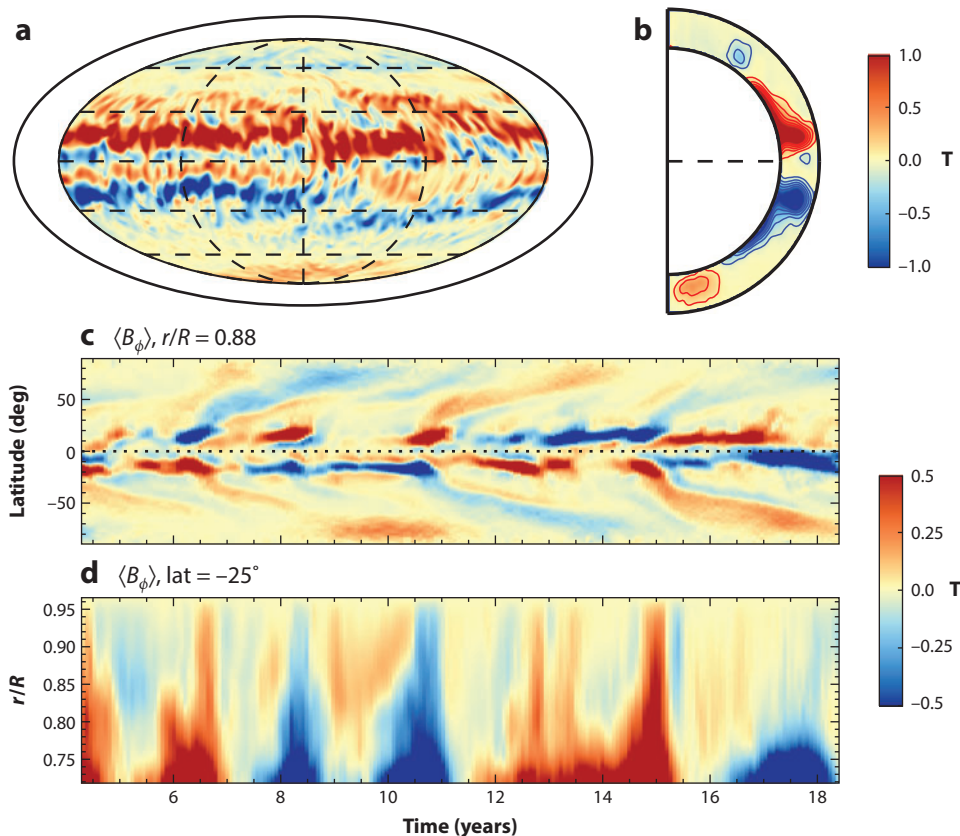 a
b
1.0
0.5
0.0 T
−0.5
−1.0
c ⟨Bϕ⟩, r/R = 0.88
Latitude (deg)
50
0
−50
0.5
0.25
0.0 T
−0.25
−0.5
d ⟨Bϕ⟩, lat = −25°
r/R
0.95
0.90
0.85
0.80
0.75
6 8 10 12 14 16 18
Time (years)